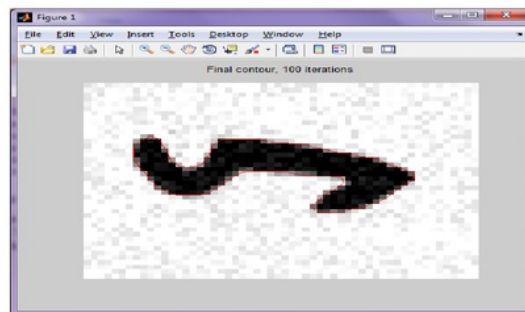 Figure 1
File Edit View Insert Tools Desktop Window Help
Final contour, 100 iterations